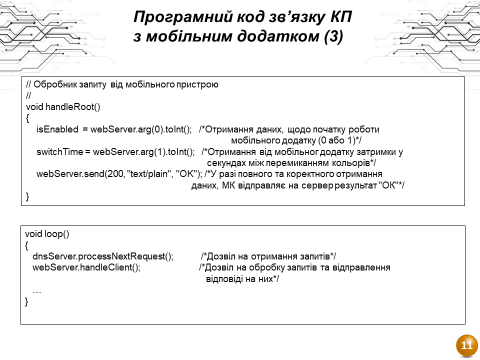 Програмний код зв’язку КП
з мобільним додатком (3)
// Обробник запиту від мобільного пристрою
//
void handleRoot()
{
isEnabled = webServer.arg(0).toInt(); /*Отримання даних, щодо початку роботи
мобільного додатку (0 або 1)*/
switchTime = webServer.arg(1).toInt(); /*Отримання від мобільног додатку затримки у
секундах між перемиканням кольорів*/
webServer.send(200, "text/plain", "OK"); /*У разі повного та коректного отримання
даних, МК відправляє на сервер результат "ОК"*/
}
void loop()
{
dnsServer.processNextRequest(); /*Дозвіл на отримання запитів*/
webServer.handleClient(); /*Дозвіл на обробку запитів та відправлення
відповіді на них*/
…
}
11